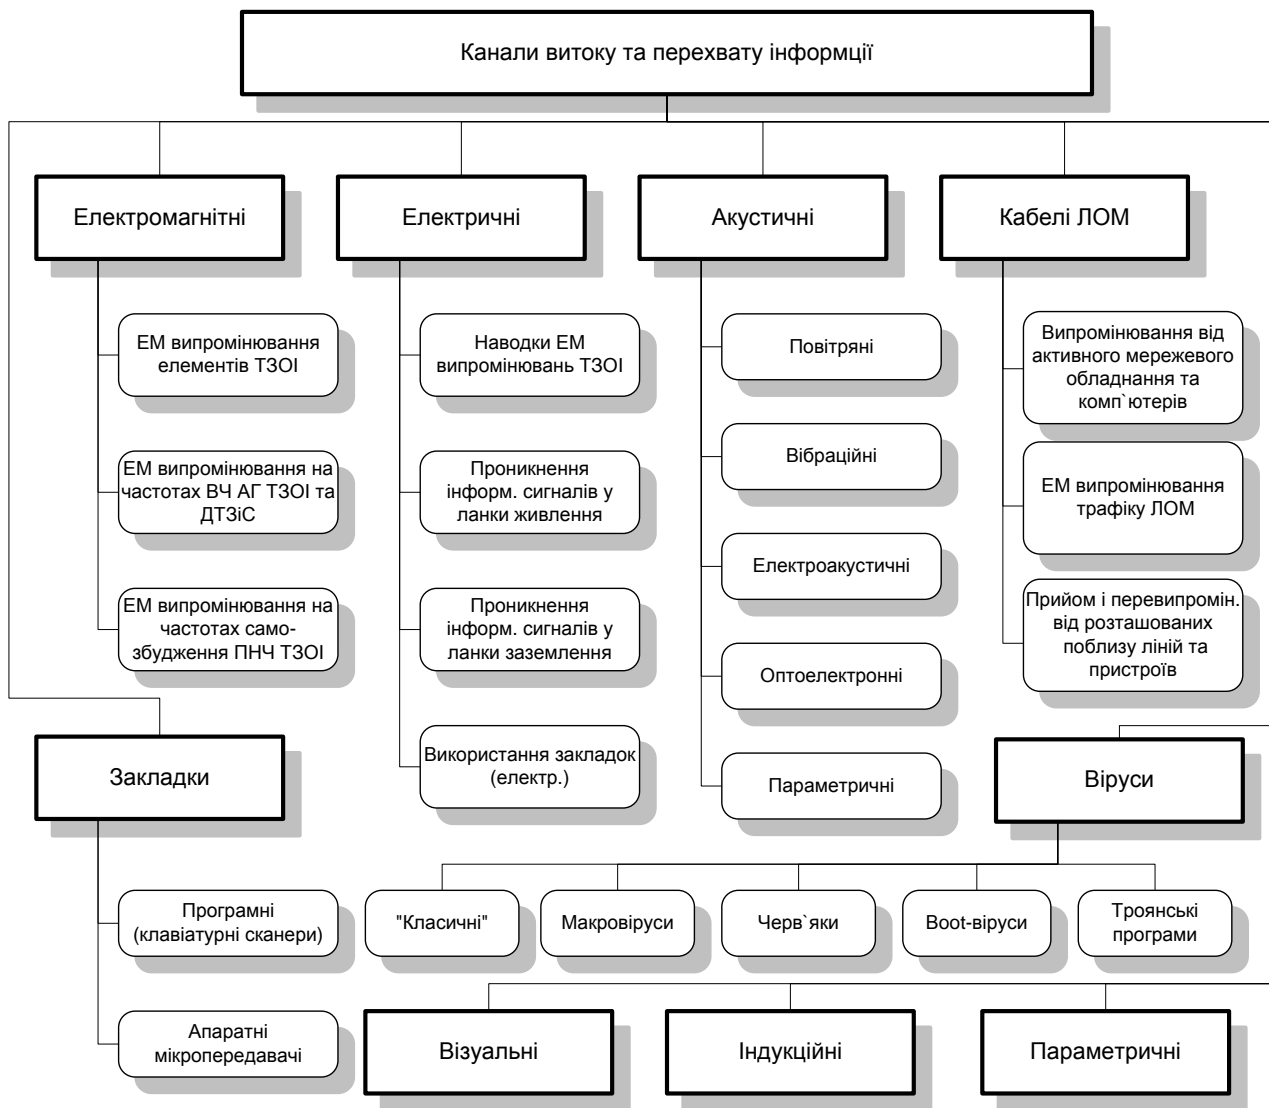 Канали витоку та перехвату інформції
Електромагнітні
Електричні
Акустичні
Кабелі ЛОМ
ЕМ випромінювання
елементів ТЗОІ
ЕМ випромінювання на
частотах ВЧ АГ ТЗОІ та
ДТЗіС
ЕМ випромінювання на
частотах само-
збудження ПНЧ ТЗОІ
Наводки ЕМ
випромінювань ТЗОІ
Проникнення
інформ. сигналів у
ланки живлення
Проникнення
інформ. сигналів у
ланки заземлення
Використання закладок
(електр.)
Повітряні
Вібраційні
Електроакустичні
Оптоелектронні
Параметричні
Випромінювання від
активного мережевого
обладнання та
комп`ютерів
ЕМ випромінювання
трафіку ЛОМ
Прийом і перевипромін.
від розташованих
поблизу ліній та
пристроїв
Закладки
Програмні
(клавіатурні сканери)
Апаратні
мікропередавачі
Віруси
"Класичні"
Макровіруси
Черв`яки
Boot-віруси
Троянські
програми
Візуальні
Індукційні
Параметричні